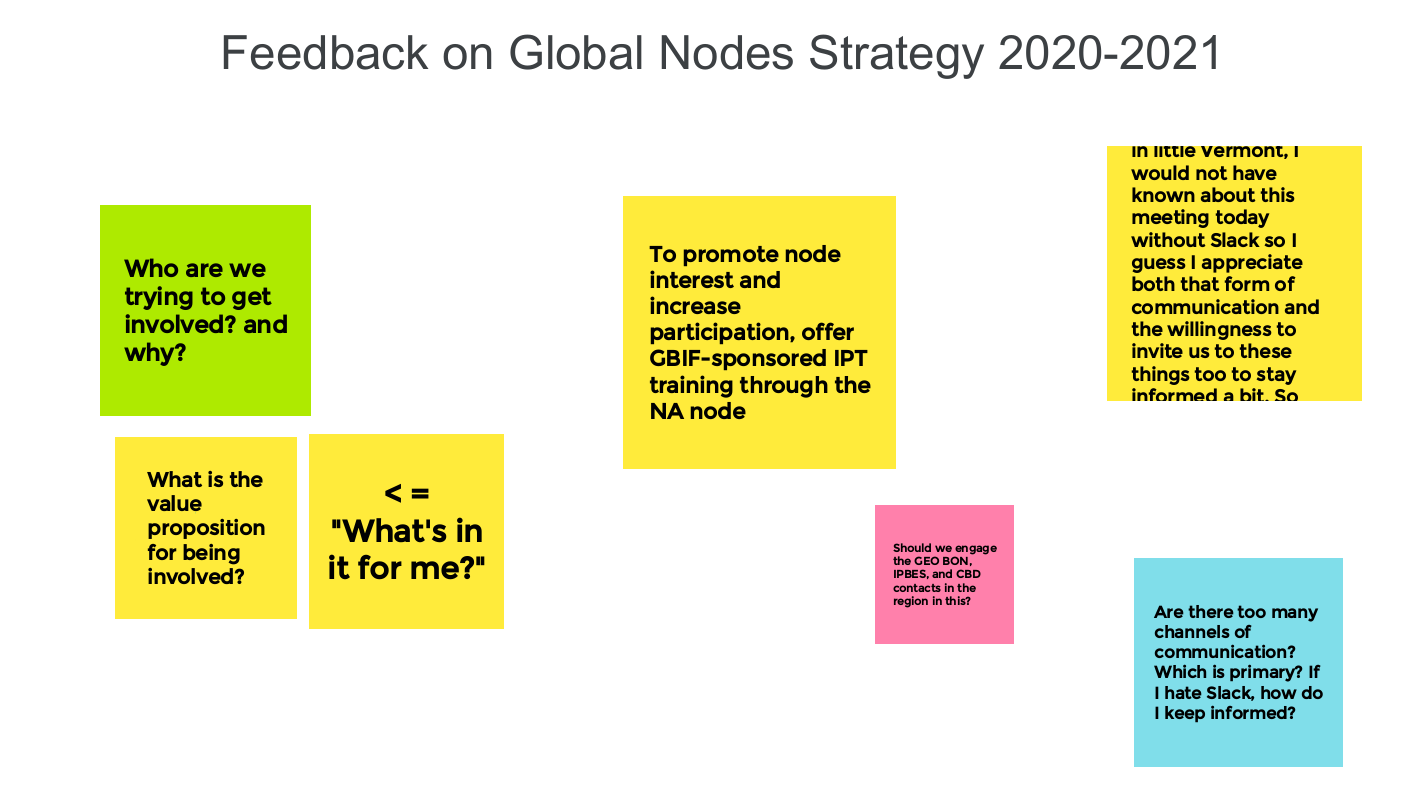 Feedback on Global Nodes Strategy 2020-2021
Who are we
trying to get
involved? and
why?
What is the
value
proposition
for being
involved?
< =
"What's in
it for me?"
To promote node
interest and
increase
participation, offer
GBIF-sponsored IPT
training through the
NA node
Should we engage
the GEO BON,
IPBES, and CBD
contacts in the
region in this?
in little Vermont, I
would not have
known about this
meeting today
without Slack so I
guess I appreciate
both that form of
communication and
the willingness to
invite us to these
things too to stay
informed a bit. So
Are there too many
channels of
communication?
Which is primary? If
I hate Slack, how do
I keep informed?